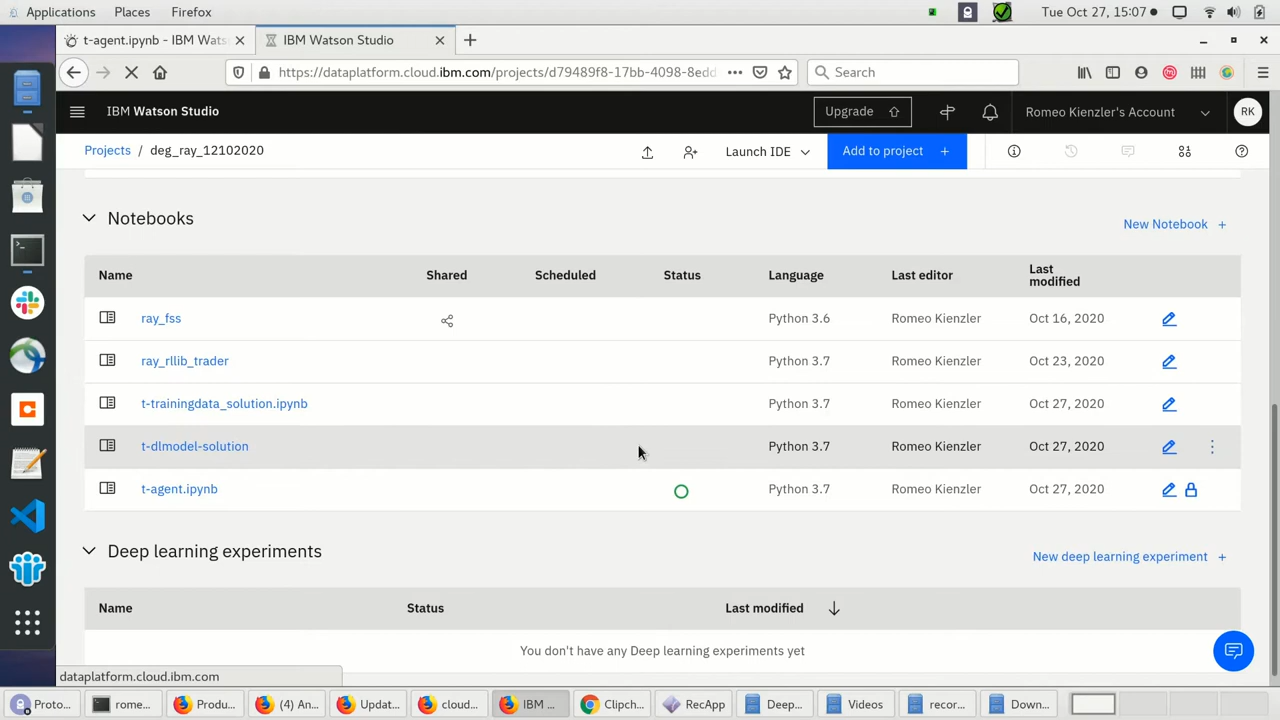 Applications Places Firefox Tue Oct 27, 15:07
t-agent.ipynb - IBM Wats IBM Watson Studio
https://dataplatform.cloud.ibm.com/projects/d79489f8-17bb-4098-8edd Search
IBM Watson Studio Upgrade Romeo Kienzler's Account RK
Projects / deg_ray_12102020 Launch IDE Add to project +
Notebooks New Notebook +
Name Shared Scheduled Status Language Last editor Last modified
ray_fss Python 3.6 Romeo Kienzler Oct 16, 2020
ray_rllib_trader Python 3.7 Romeo Kienzler Oct 23, 2020
t-trainingdata_solution.ipynb Python 3.7 Romeo Kienzler Oct 27, 2020
t-dlmodel-solution Python 3.7 Romeo Kienzler Oct 27, 2020
t-agent.ipynb Python 3.7 Romeo Kienzler Oct 27, 2020
Deep learning experiments New deep learning experiment +
Name Status Last modified
You don't have any Deep learning experiments yet
dataplatform.cloud.ibm.com
Proto... rome... Produ... Updat... cloud... IBM ... Clipch... RecApp Deep... Videos recor... Down...